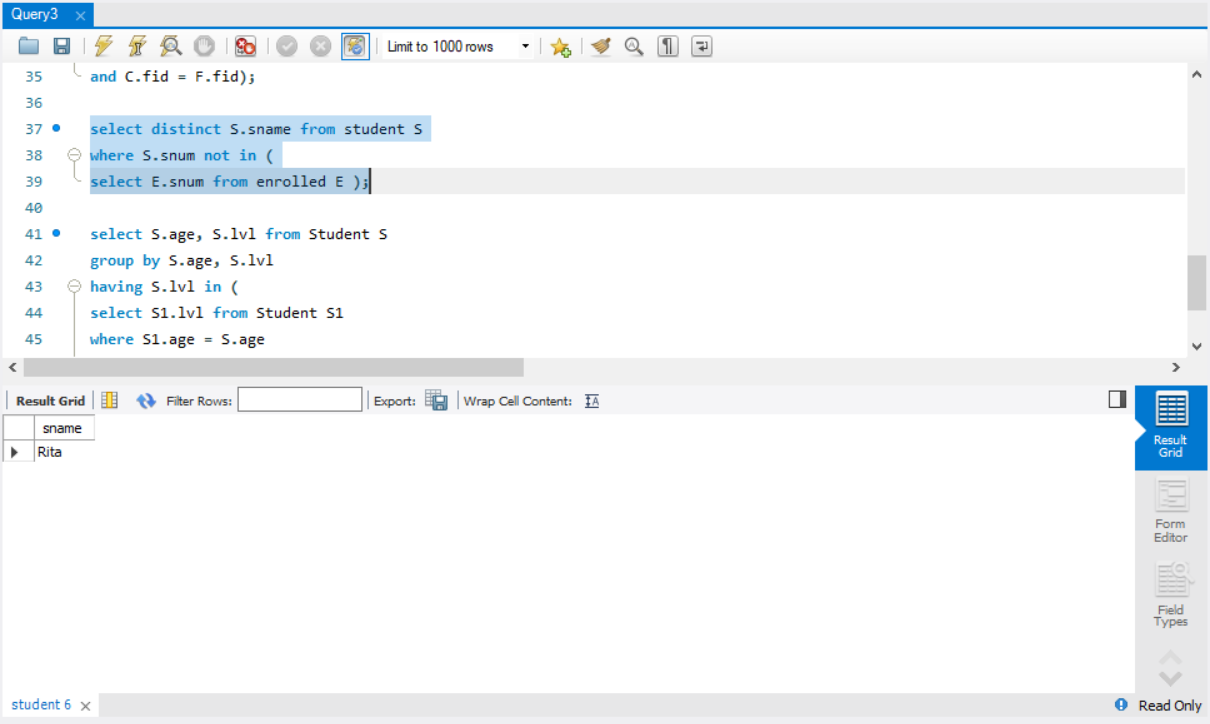 Query3
Limit to 1000 rows
35 and C.fid = F.fid);
36
37 select distinct S.sname from student S
38 where S.snum not in (
39 select E.snum from enrolled E );
40
41 select S.age, S.lvl from Student S
42 group by S.age, S.lvl
43 having S.lvl in (
44 select S1.lvl from Student S1
45 where S1.age = S.age
Result Grid Filter Rows: Export: Wrap Cell Content: IA
sname
Rita
Result
Grid
Form
Editor
Field
Types
student 6 Read Only